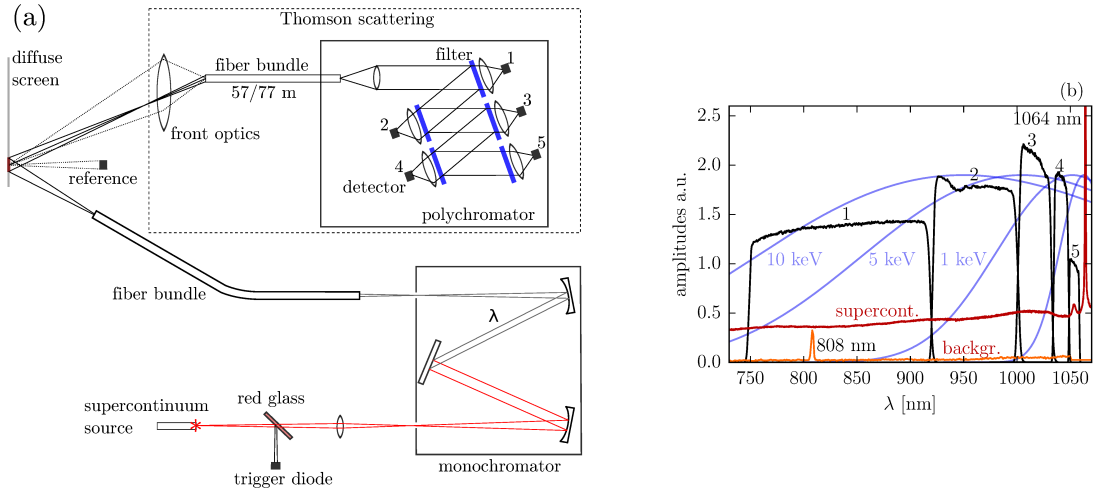 (a)
Thomson scattering
diffuse
screen
fiber bundle
57/77 m
front optics
reference
filter
1
2
3
4
5
detector
polychromator
fiber bundle
λ
supercontinuum
source
red glass
trigger diode
monochromator
(b)
1064 nm
amplitudes a.u.
2.5
2.0
1.5
1.0
0.5
0.0
1
2
3
4
5
10 keV
5 keV
1 keV
supercont.
808 nm
backgr.
750 800 850 900 950 1000 1050
λ [nm]